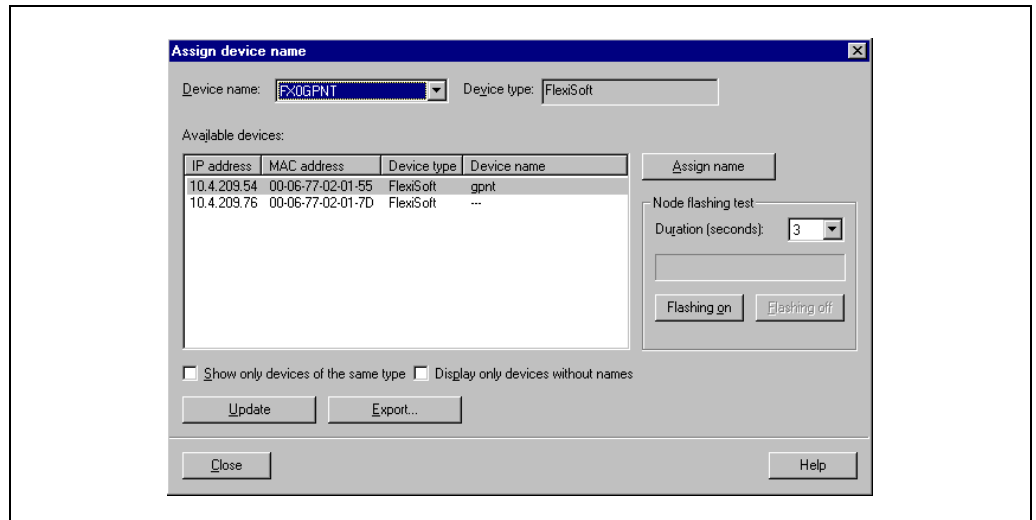 Assign device name
Device name: FX0GPNT Device type: FlexiSoft
Available devices:
IP address MAC address Device type Device name
Assign name
10.4.209.54 00-06-77-02-01-55 FlexiSoft gpnt
10.4.209.76 00-06-77-02-01-7D FlexiSoft ---
Node flashing test
Duration (seconds): 3
Flashing on Flashing off
Show only devices of the same type Display only devices without names
Update Export...
Close Help